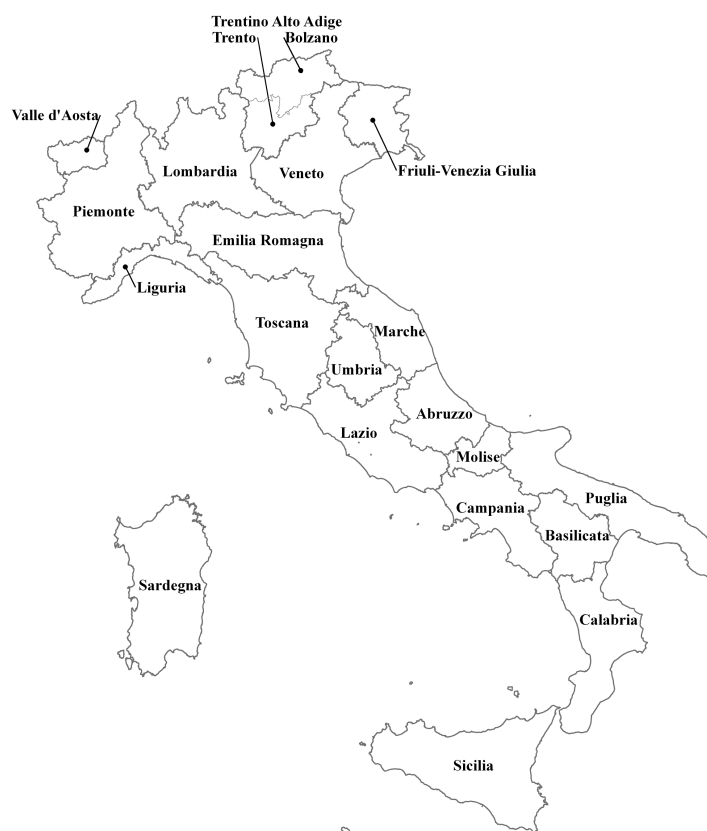 Trentino Alto Adige
Trento
Bolzano
Valle d'Aosta
Lombardia
Veneto
Friuli-Venezia Giulia
Piemonte
Emilia Romagna
Liguria
Toscana
Marche
Umbria
Abruzzo
Lazio
Molise
Puglia
Campania
Basilicata
Sardegna
Calabria
Sicilia